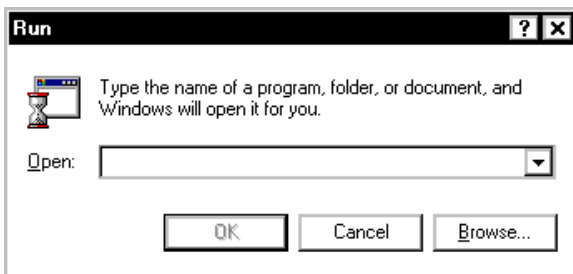 Run
Type the name of a program, folder, or document, and
Windows will open it for you.
Open:
OK Cancel Browse...